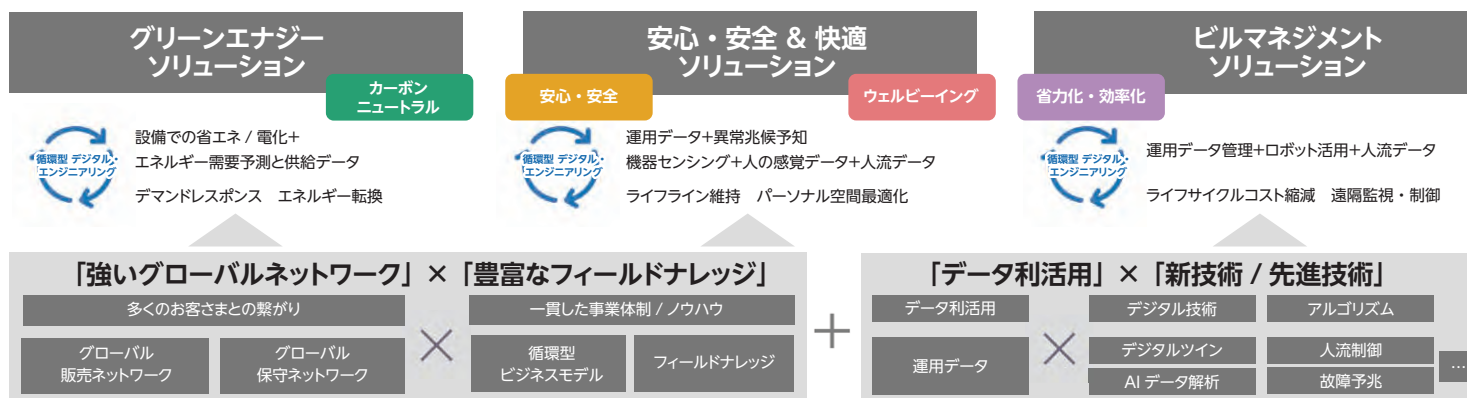 グリーンエナジー
ソリューション
カーボン
ニュートラル
循環型 デジタル・
エンジニアリング
設備での省エネ / 電化＋
エネルギー需要予測と供給データ
デマンドレスポンス　エネルギー転換
安心・安全 & 快適
ソリューション
安心・安全
ウェルビーイング
循環型 デジタル・
エンジニアリング
運用データ＋異常兆候予知
機器センシング＋人の感覚データ＋人流データ
ライフライン維持　パーソナル空間最適化
ビルマネジメント
ソリューション
省力化・効率化
循環型 デジタル・
エンジニアリング
運用データ管理＋ロボット活用＋人流データ
ライフサイクルコスト縮減　遠隔監視・制御
「強いグローバルネットワーク」×「豊富なフィールドナレッジ」
多くのお客さまとの繋がり
グローバル
販売ネットワーク
グローバル
保守ネットワーク
×
一貫した事業体制 / ノウハウ
循環型
ビジネスモデル
フィールドナレッジ
＋
「データ利活用」×「新技術 / 先進技術」
データ利活用
運用データ
×
デジタル技術
アルゴリズム
デジタルツイン
人流制御
AI データ解析
故障予兆
…